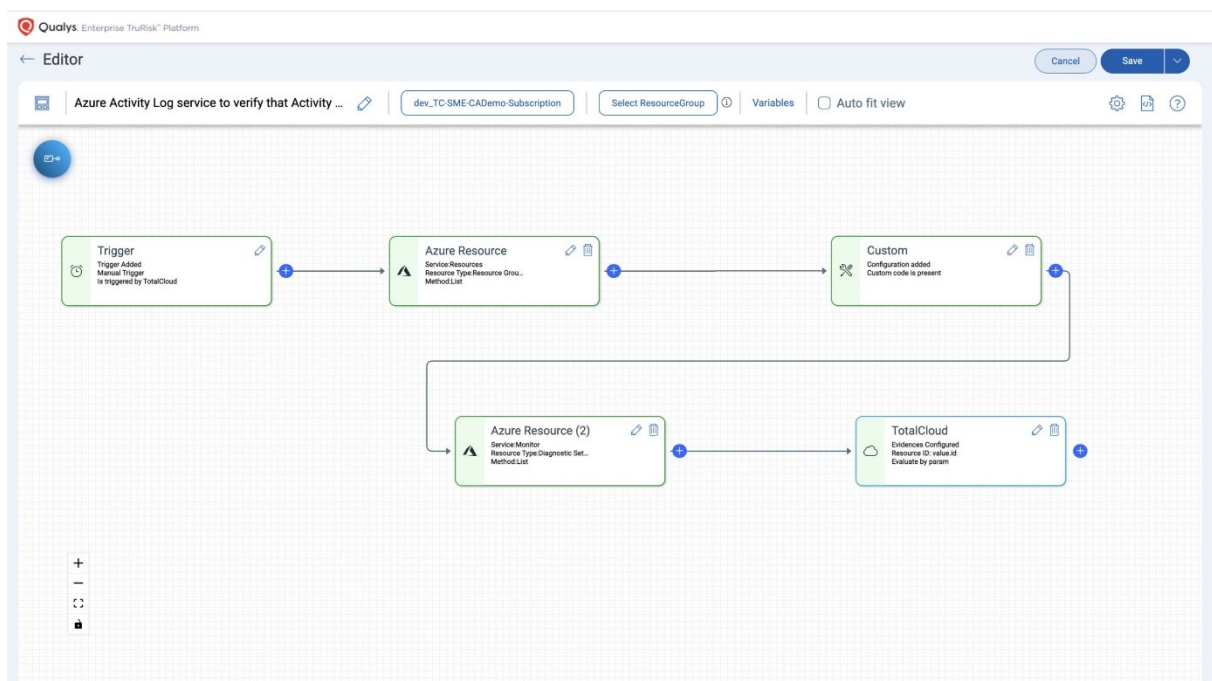 Qualys. Enterprise TruRisk™ Platform
← Editor
Cancel
Save
Azure Activity Log service to verify that Activity ...
dev_TC-SME-CADemo-Subscription
Select ResourceGroup
Variables
Auto fit view
Trigger
Trigger Added
Manual Trigger
Is triggered by TotalCloud
Azure Resource
Service:Resources
Resource Type:Resource Grou...
Method:List
Custom
Configuration added
Custom code is present
Azure Resource (2)
Service:Monitor
Resource Type:Diagnostic Set...
Method:List
TotalCloud
Evidences Configured
Resource ID: value.id
Evaluate by param